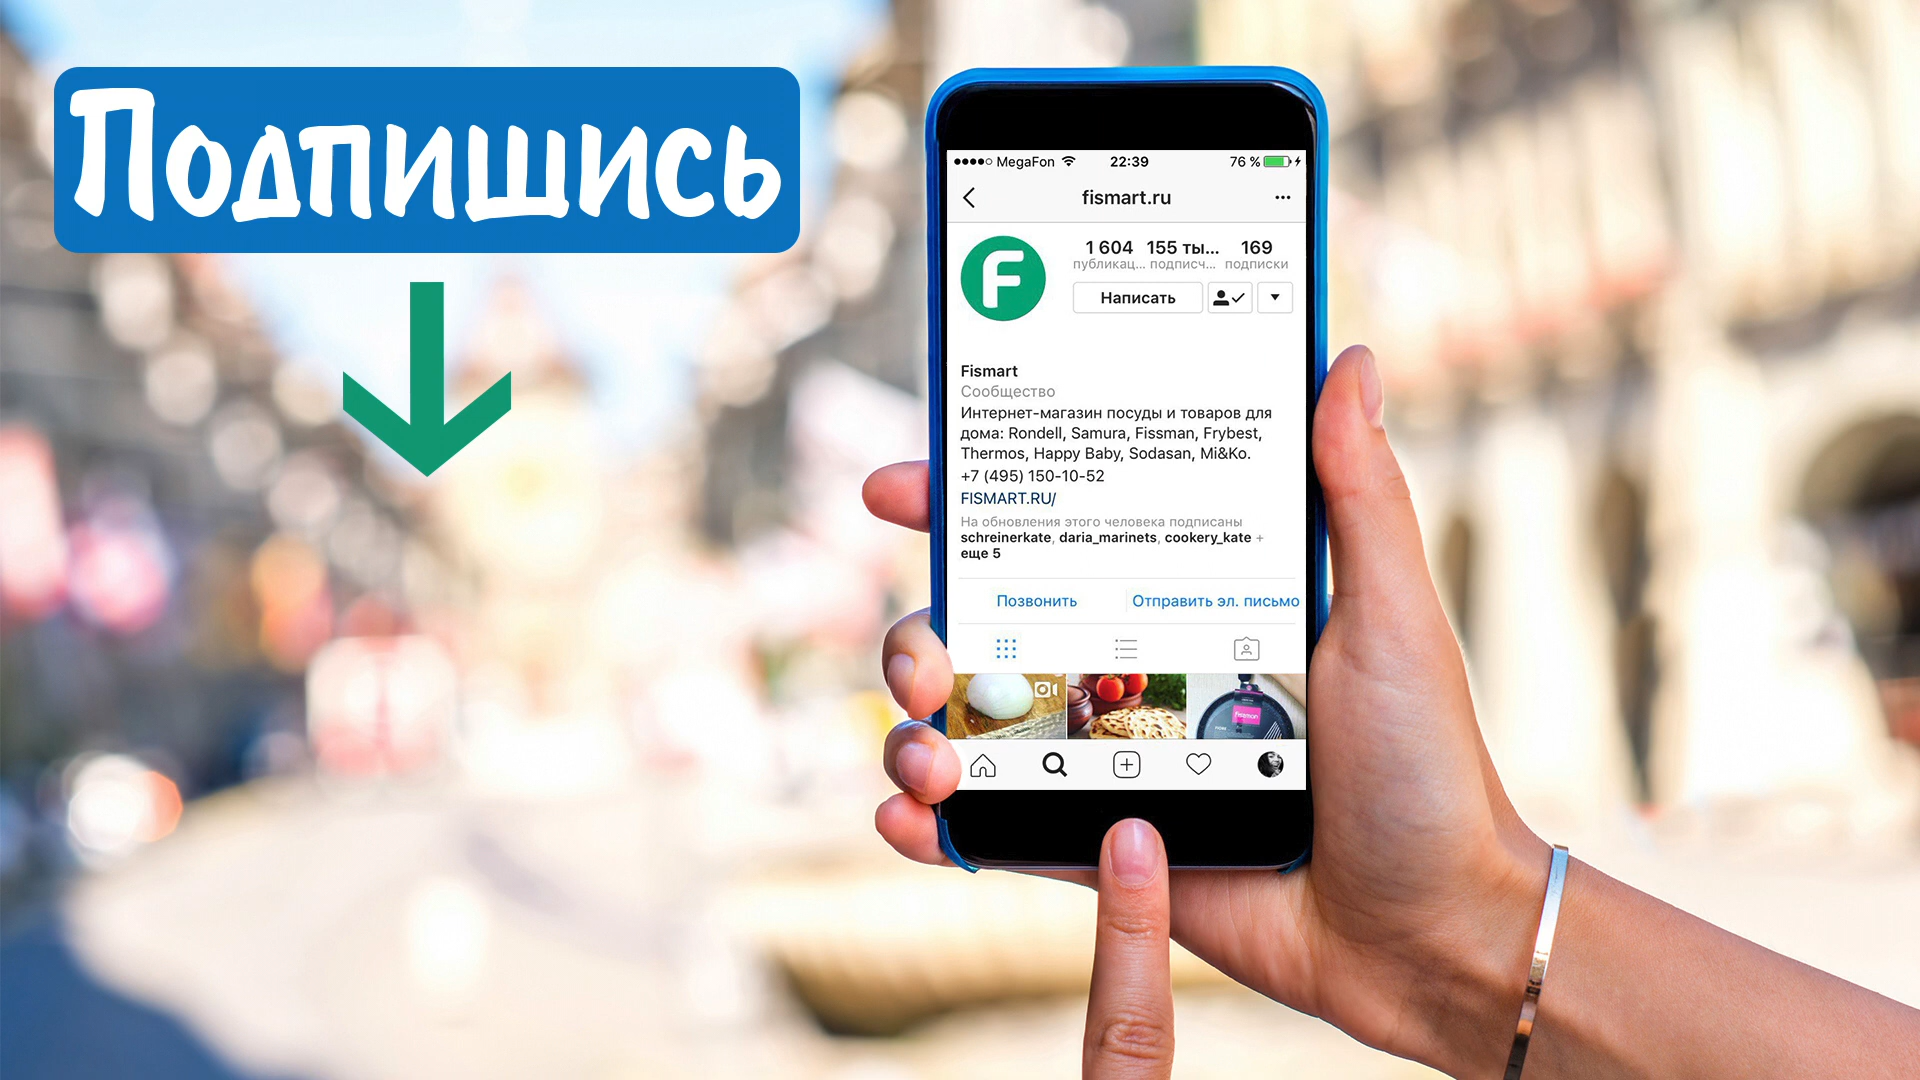 Подпишись
MegaFon 22:39 76 %
fismart.ru
F
1 604 155 ты... 169
публикац... подписч... подписки
Написать
Fismart
Сообщество
Интернет-магазин посуды и товаров для
дома: Rondell, Samura, Fissman, Frybest,
Thermos, Happy Baby, Sodasan, Mi&Ko.
+7 (495) 150-10-52
FISMART.RU/
На обновления этого человека подписаны
schreinerkate, daria_marinets, cookery_kate +
еще 5
Позвонить Отправить эл. письмо
Fissman